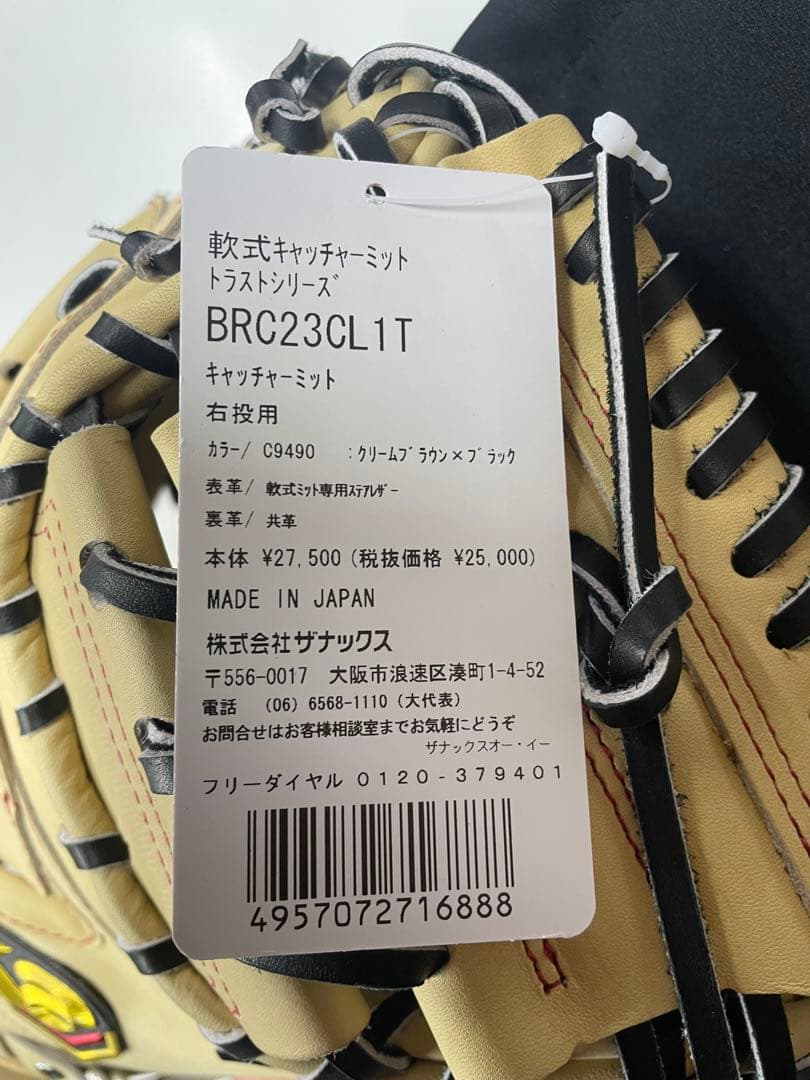 軟式キャッチャーミット
トラストシリーズ
BRC23CL1T
キャッチャーミット
右投用
カラー/ C9490 :クリームブラウン×ブラック
表革/ 軟式ミット専用ステアレザー
裏革/ 共革
本体 ¥27,500 (税抜価格 ¥25,000)
MADE IN JAPAN
株式会社ザナックス
〒556-0017 大阪市浪速区湊町1-4-52
電話 (06) 6568-1110 (大代表)
お問合せはお客様相談室までお気軽にどうぞ
ザナックスオー・イー
フリーダイヤル 0120-379401
4957072716888